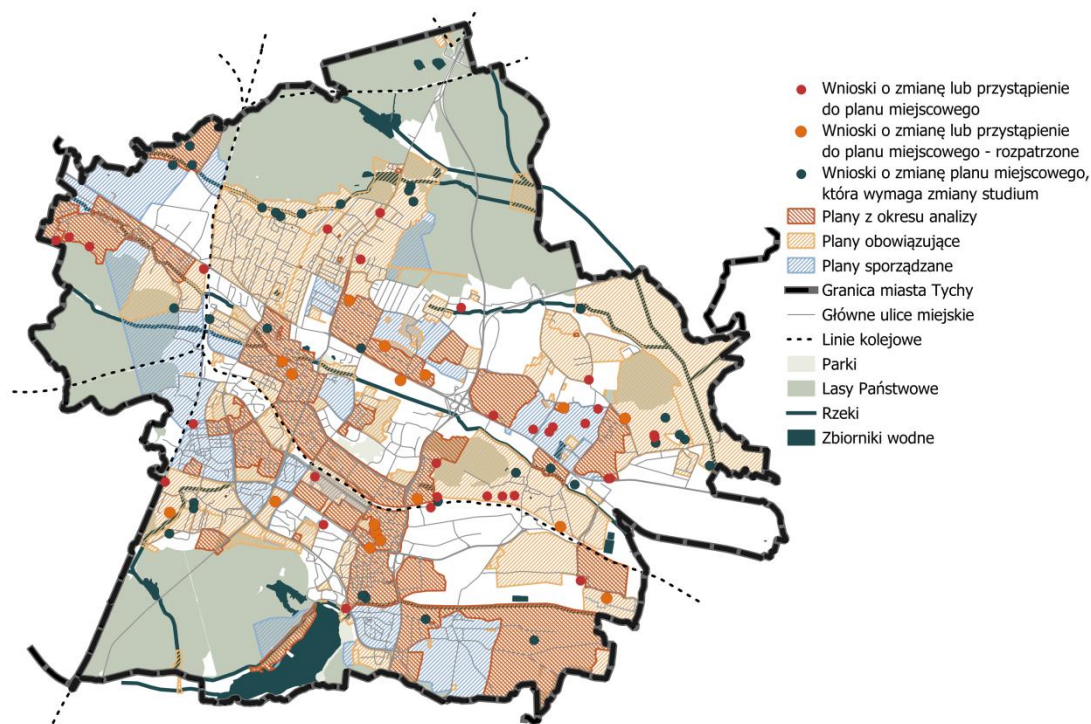 Wnioski o zmianę lub przystąpienie
do planu miejscowego
Wnioski o zmianę lub przystąpienie
do planu miejscowego - rozpatrzone
Wnioski o zmianę planu miejscowego,
która wymaga zmiany studium
Plany z okresu analizy
Plany obowiązujące
Plany sporządzane
Granica miasta Tychy
Główne ulice miejskie
Linie kolejowe
Parki
Lasy Państwowe
Rzeki
Zbiorniki wodne